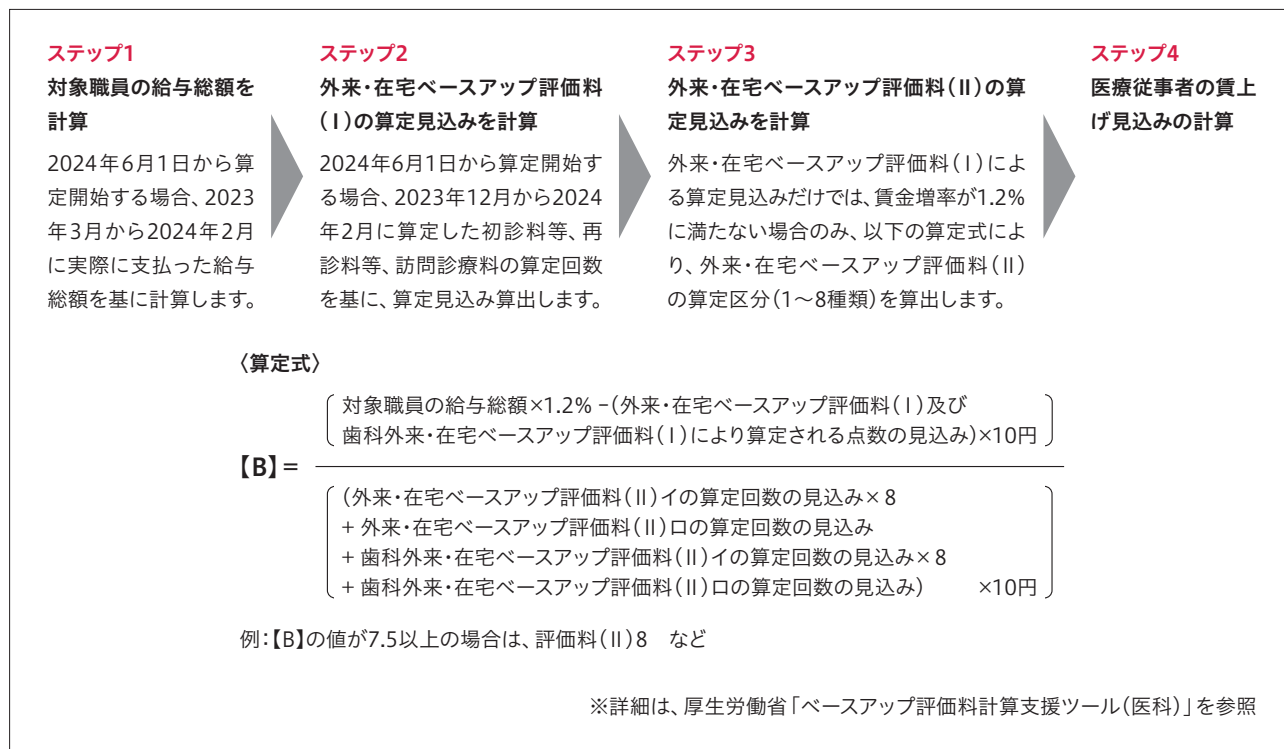 ステップ1
対象職員の給与総額を
計算
2024年6月1日から算
定開始する場合、2023
年3月から2024年2月
に実際に支払った給与
総額を基に計算します。
ステップ2
外来・在宅ベースアップ評価料
(Ⅰ)の算定見込みを計算
2024年6月1日から算定開始す
る場合、2023年12月から2024
年2月に算定した初診料等、再
診料等、訪問診療料の算定回数
を基に、算定見込み算出します。
ステップ3
外来・在宅ベースアップ評価料(Ⅱ)の算
定見込みを計算
外来・在宅ベースアップ評価料(Ⅰ)によ
る算定見込みだけでは、賃金増率が1.2%
に満たない場合のみ、以下の算定式によ
り、外来・在宅ベースアップ評価料(Ⅱ)
の算定区分(1〜8種類)を算出します。
ステップ4
医療従事者の賃上
げ見込みの計算
〈算定式〉
対象職員の給与総額×1.2% −(外来・在宅ベースアップ評価料(Ⅰ)及び
歯科外来・在宅ベースアップ評価料(Ⅰ)により算定される点数の見込み)×10円
【B】=
(外来・在宅ベースアップ評価料(Ⅱ)イの算定回数の見込み×8
+ 外来・在宅ベースアップ評価料(Ⅱ)ロの算定回数の見込み
+ 歯科外来・在宅ベースアップ評価料(Ⅱ)イの算定回数の見込み×8
+ 歯科外来・在宅ベースアップ評価料(Ⅱ)ロの算定回数の見込み) ×10円
例:【B】の値が7.5以上の場合は、評価料(Ⅱ)8 など
※詳細は、厚生労働省「ベースアップ評価料計算支援ツール(医科)」を参照